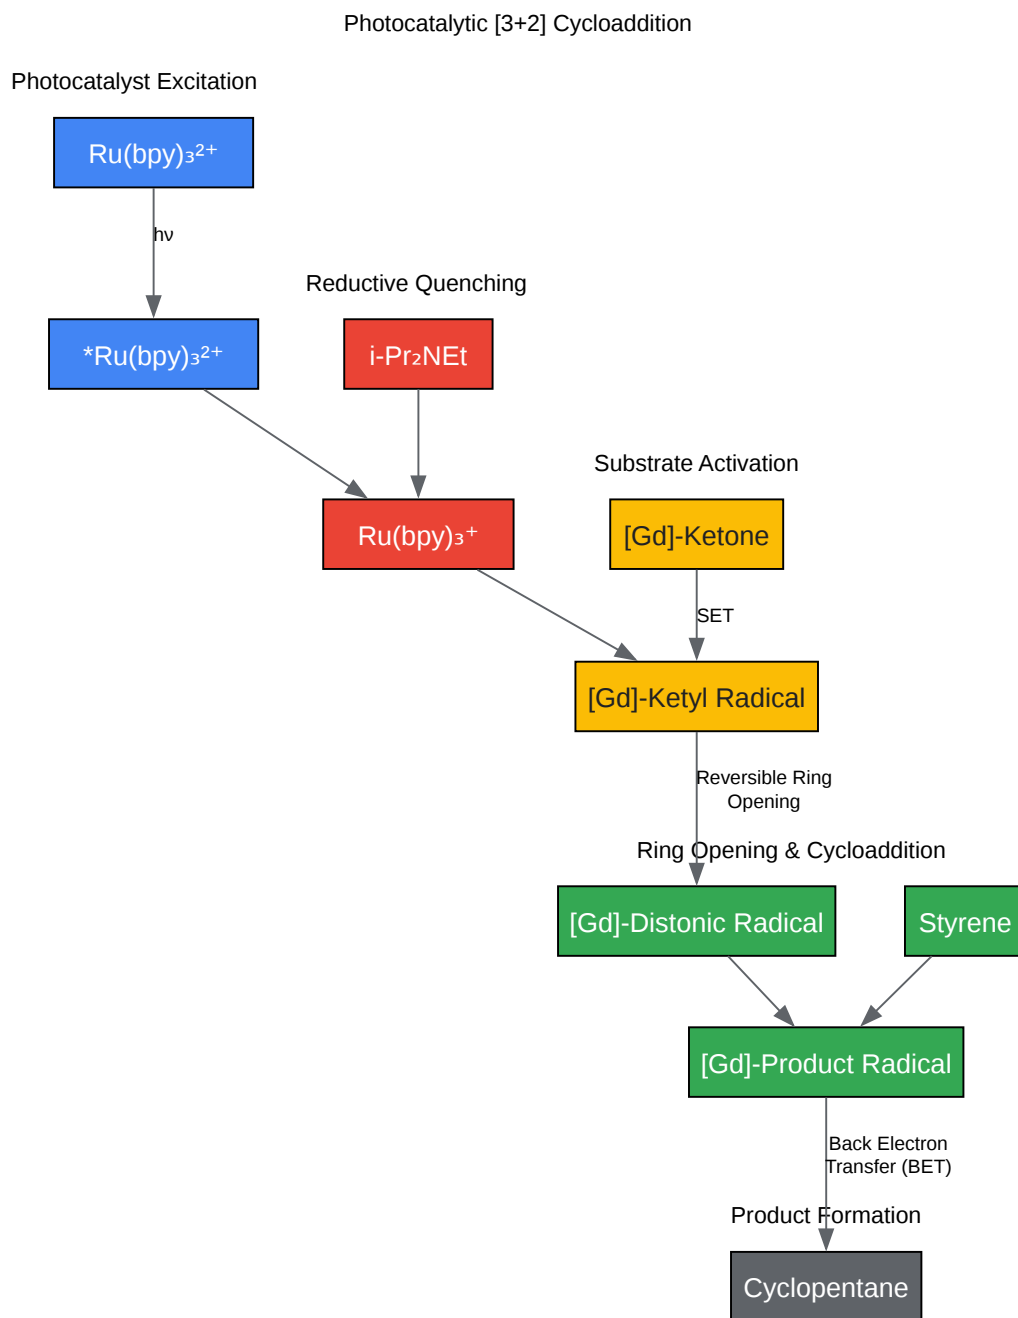 Photocatalytic [3+2] Cycloaddition
Photocatalyst Excitation
Ru(bpy)₃²⁺
hν
Reductive Quenching
*Ru(bpy)₃²⁺
i-Pr₂NEt
Substrate Activation
Ru(bpy)₃⁺
[Gd]-Ketone
SET
[Gd]-Ketyl Radical
Reversible Ring
Opening
Ring Opening & Cycloaddition
[Gd]-Distonic Radical
Styrene
[Gd]-Product Radical
Back Electron
Transfer (BET)
Product Formation
Cyclopentane